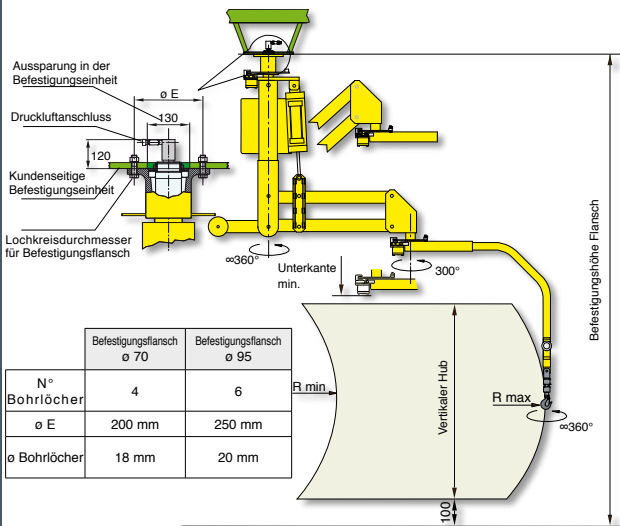 Aussparung in der
Befestigungseinheit
ø E
Druckluftanschluss
130
120
Kundenseitige
Befestigungseinheit
Lochkreisdurchmesser
für Befestigungsflansch
∞360°
Unterkante
min.
300°
Befestigungshöhe Flansch
Befestigungsflansch
ø 70
Befestigungsflansch
ø 95
N°
Bohrlöcher
4
6
ø E
200 mm
250 mm
ø Bohrlöcher
18 mm
20 mm
R min
Vertikaler Hub
R max
∞360°
100